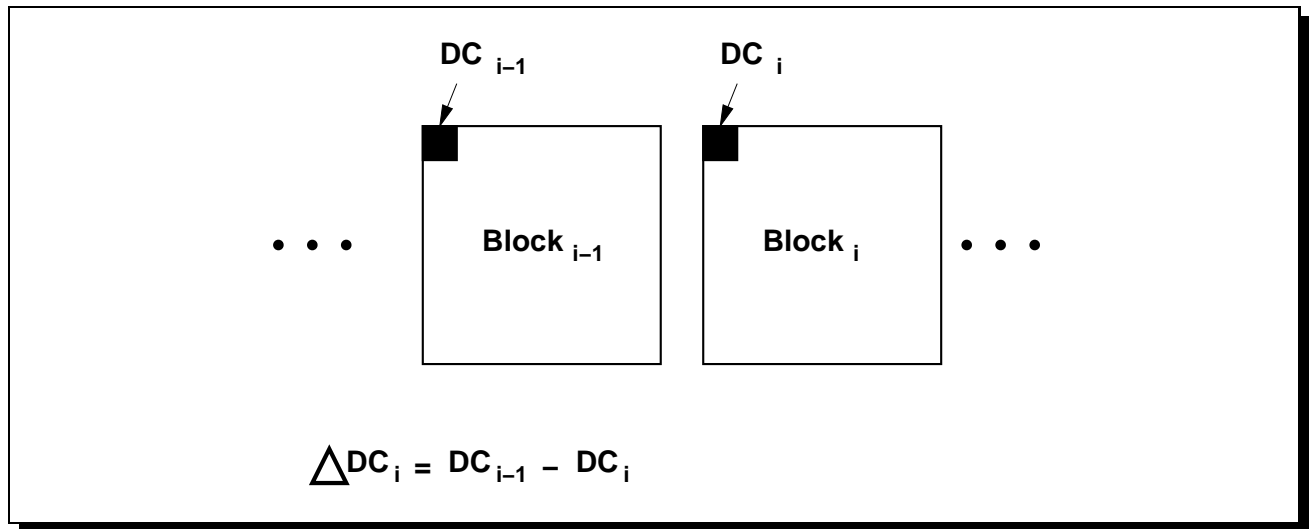 DC i–1 DC i
• • • Block i–1 Block i • • •
△DC i = DC i–1 – DC i